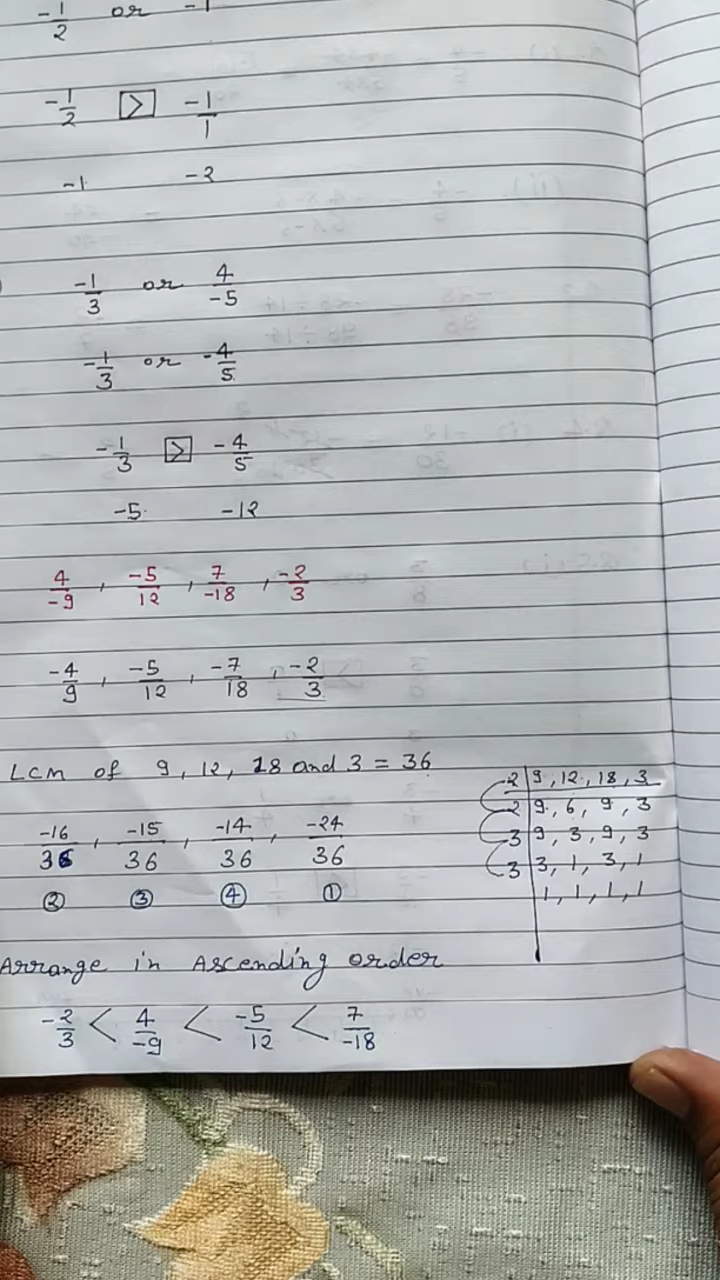 -1/2 or -1
-1/2 > -1/1
-1 -2
-1/3 or 4/-5
-1/3 or -4/5
-1/3 > -4/5
-5 -12
4/-9 , -5/12 , 7/-18 , -2/3
-4/9 , -5/12 , -7/18 , -2/3
LCM of 9, 12, 18 and 3 = 36
-16/36 , -15/36 , -14/36 , -24/36
② ③ ④ ①
2 | 9, 12, 18, 3
2 | 9, 6, 9, 3
3 | 9, 3, 9, 3
3 | 3, 1, 3, 1
1, 1, 1, 1
Arrange in Ascending order
-2/3 < 4/-9 < -5/12 < 7/-18